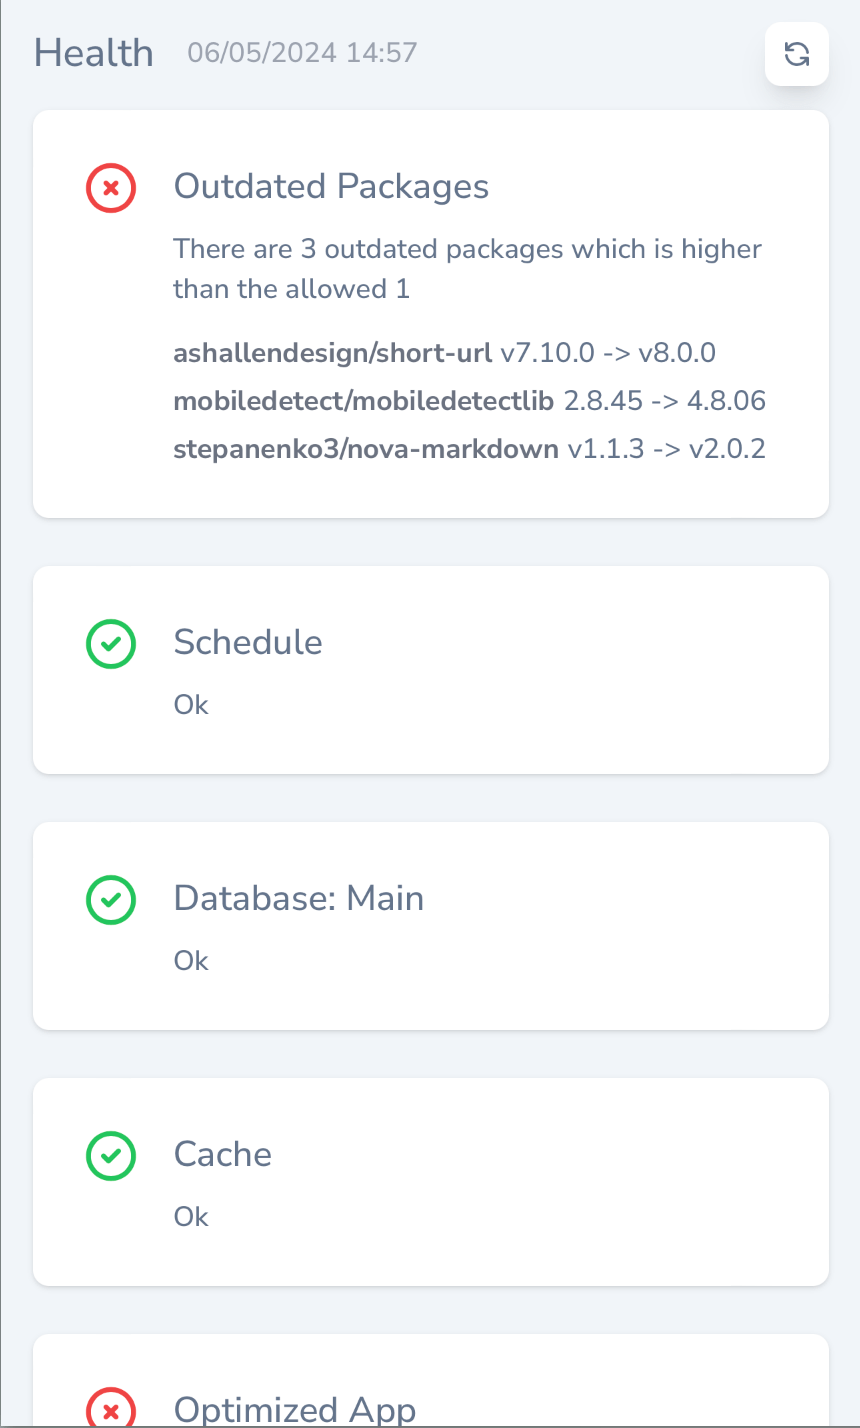 Health 06/05/2024 14:57
Outdated Packages
There are 3 outdated packages which is higher
than the allowed 1
ashallendesign/short-url v7.10.0 -> v8.0.0
mobiledetect/mobiledetectlib 2.8.45 -> 4.8.06
stepanenko3/nova-markdown v1.1.3 -> v2.0.2
Schedule
Ok
Database: Main
Ok
Cache
Ok
Optimized App